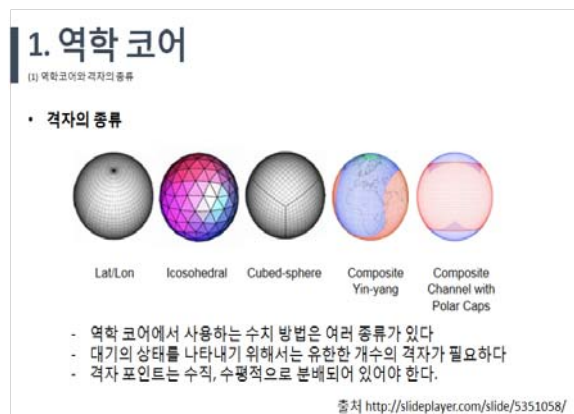 1. 역학 코어
(1) 역학코어와 격자의 종류
• 격자의 종류
Lat/Lon
Icosohedral
Cubed-sphere
Composite
Yin-yang
Composite
Channel with
Polar Caps
- 역학 코어에서 사용하는 수치 방법은 여러 종류가 있다
- 대기의 상태를 나타내기 위해서는 유한한 개수의 격자가 필요하다
- 격자 포인트는 수직, 수평적으로 분배되어 있어야 한다.
출처 http://slideplayer.com/slide/5351058/